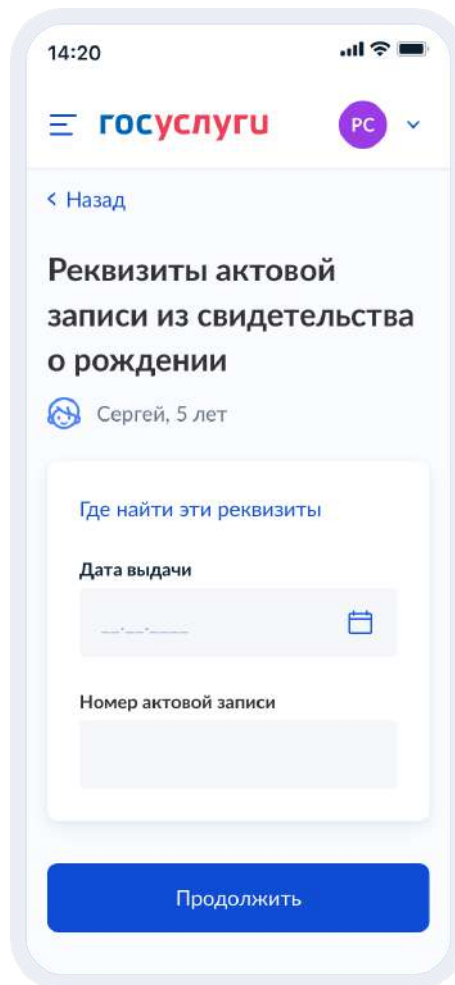 14:20
госуслуги
РС
Назад
Реквизиты актовой
записи из свидетельства
о рождении
Сергей, 5 лет
Где найти эти реквизиты
Дата выдачи
__.__.____
Номер актовой записи
Продолжить